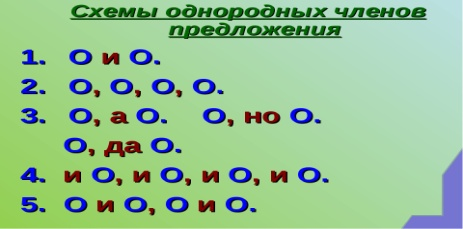 Схемы однородных членов
предложения
1. О и О.
2. О, О, О, О.
3. О, а О. О, но О.
О, да О.
4. и О, и О, и О, и О.
5. О и О, О и О.